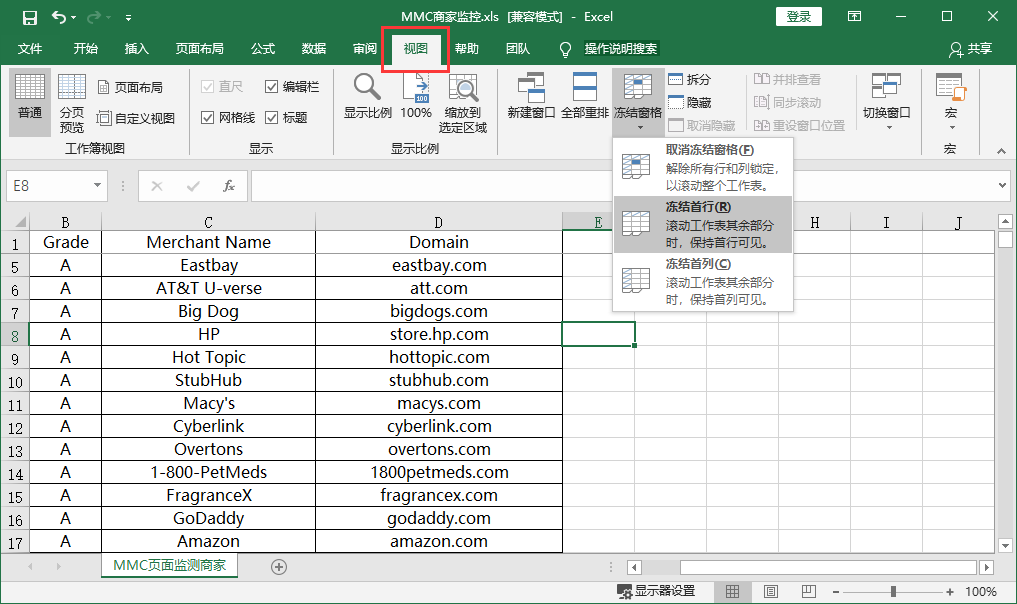 MMC商家监控.xls [兼容模式] - Excel
登录
文件 开始 插入 页面布局 公式 数据 审阅 视图 帮助 团队 操作说明搜索 共享
普通
分页
预览
页面布局
自定义视图
工作簿视图
直尺 编辑栏
网格线 标题
显示
显示比例
100
100%
缩放到
选定区域
显示比例
新建窗口
全部重排
冻结窗格
拆分
隐藏
取消隐藏
并排查看
同步滚动
重设窗口位置
切换窗口
宏
宏
取消冻结窗格(F)
解除所有行和列锁定,
以滚动整个工作表。
冻结首行(R)
滚动工作表其余部分
时, 保持首行可见。
冻结首列(C)
滚动工作表其余部分
时, 保持首列可见。
E8
fx
B C D E H I J
1 Grade Merchant Name Domain
5 A Eastbay eastbay.com
6 A AT&T U-verse att.com
7 A Big Dog bigdogs.com
8 A HP store.hp.com
9 A Hot Topic hottopic.com
10 A StubHub stubhub.com
11 A Macy's macys.com
12 A Cyberlink cyberlink.com
13 A Overtons overtons.com
14 A 1-800-PetMeds 1800petmeds.com
15 A FragranceX fragrancex.com
16 A GoDaddy godaddy.com
17 A Amazon amazon.com
MMC页面监测商家
显示器设置
100%